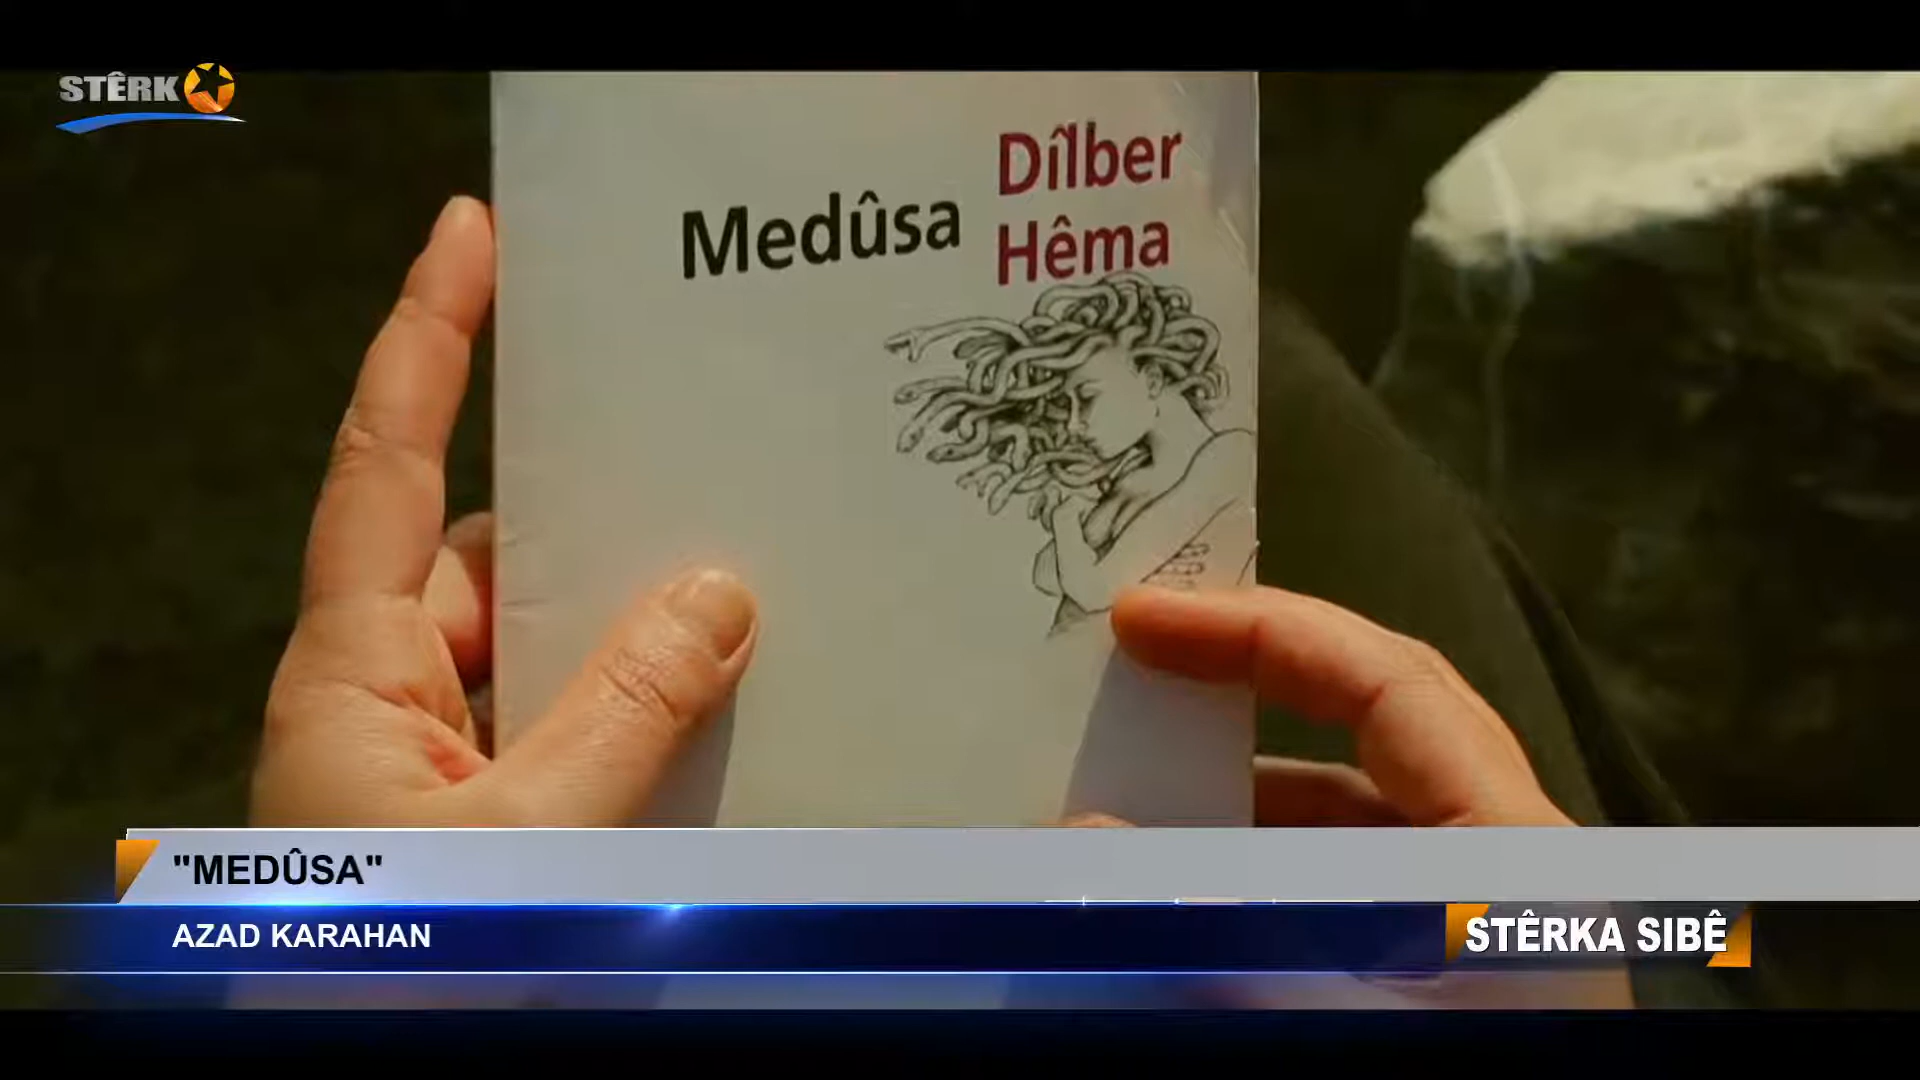 STÊRK
Medûsa
Dîlber
Hêma
"MEDÛSA"
AZAD KARAHAN
STÊRKA SIBÊ